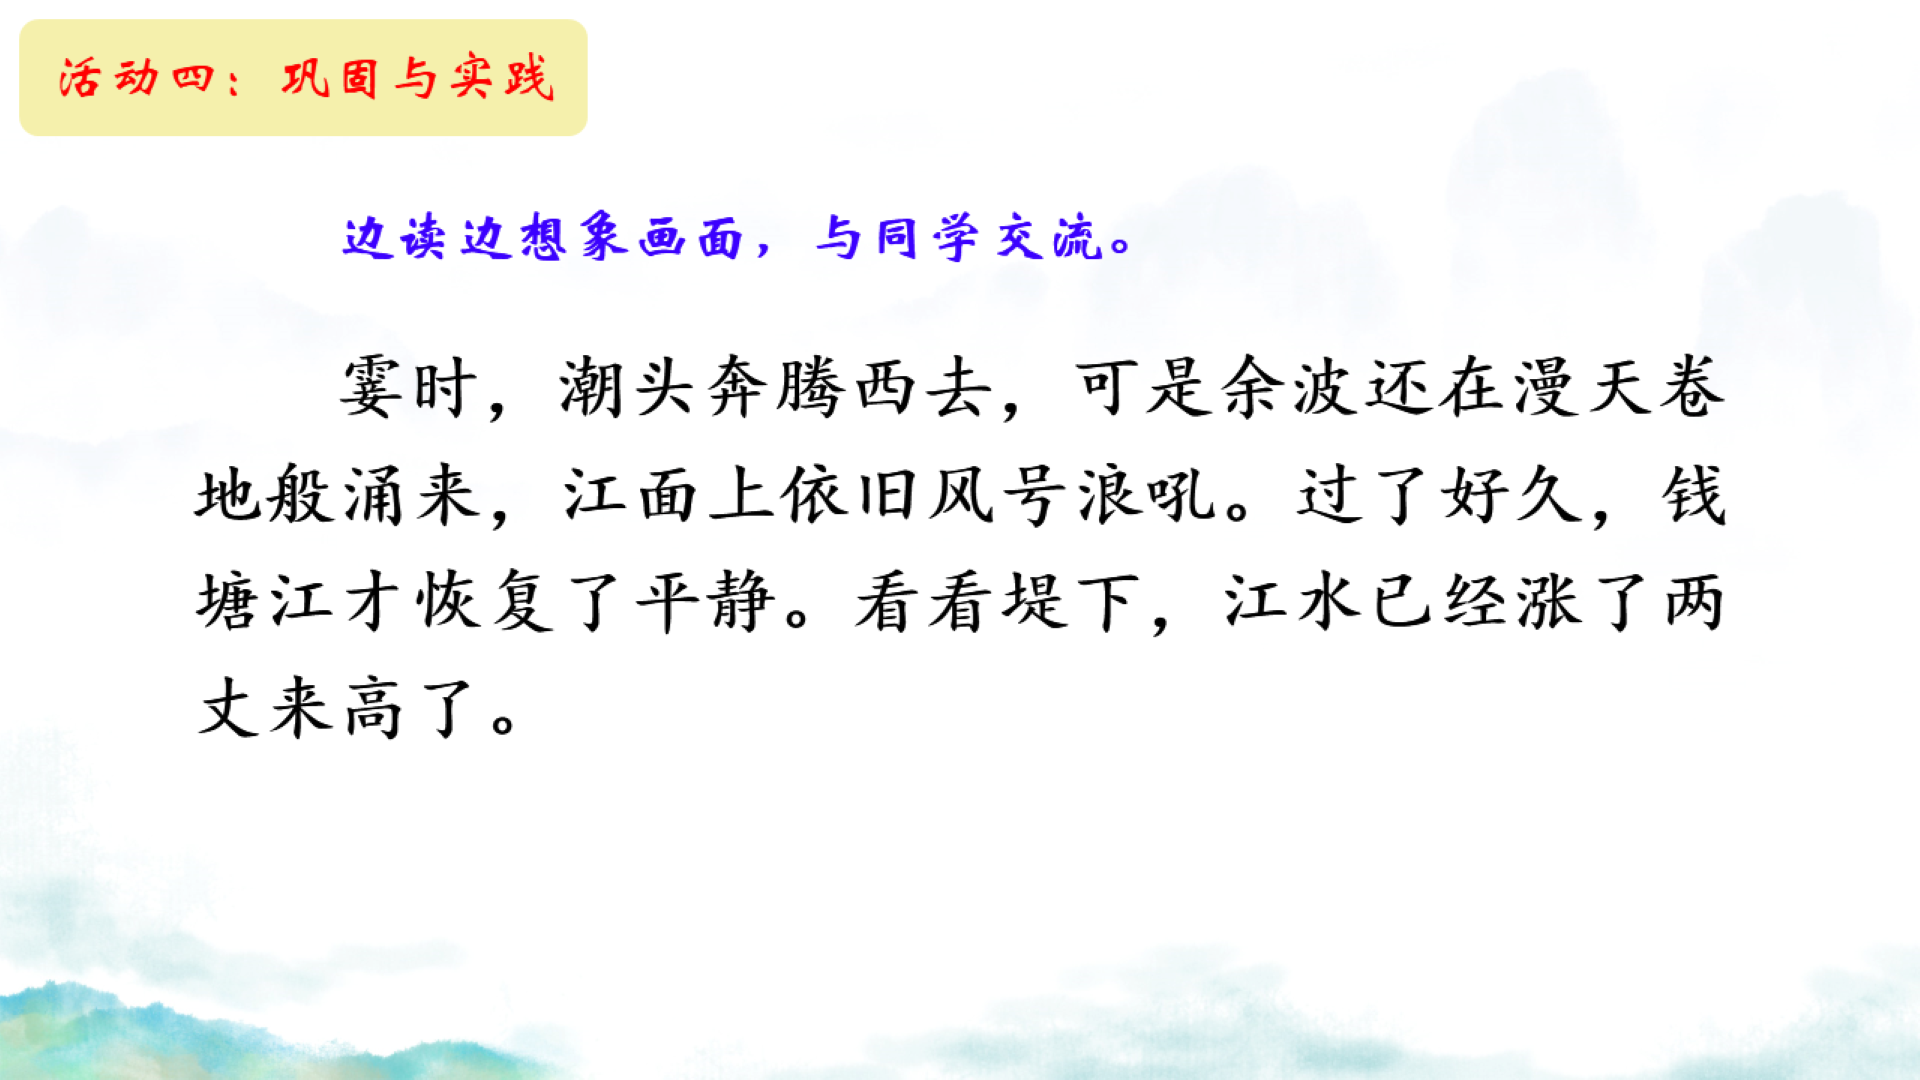 活动四：巩固与实践
边读边想象画面，与同学交流。
霎时，潮头奔腾西去，可是余波还在漫天卷
地般涌来，江面上依旧风号浪吼。过了好久，钱
塘江才恢复了平静。看看堤下，江水已经涨了两
丈来高了。